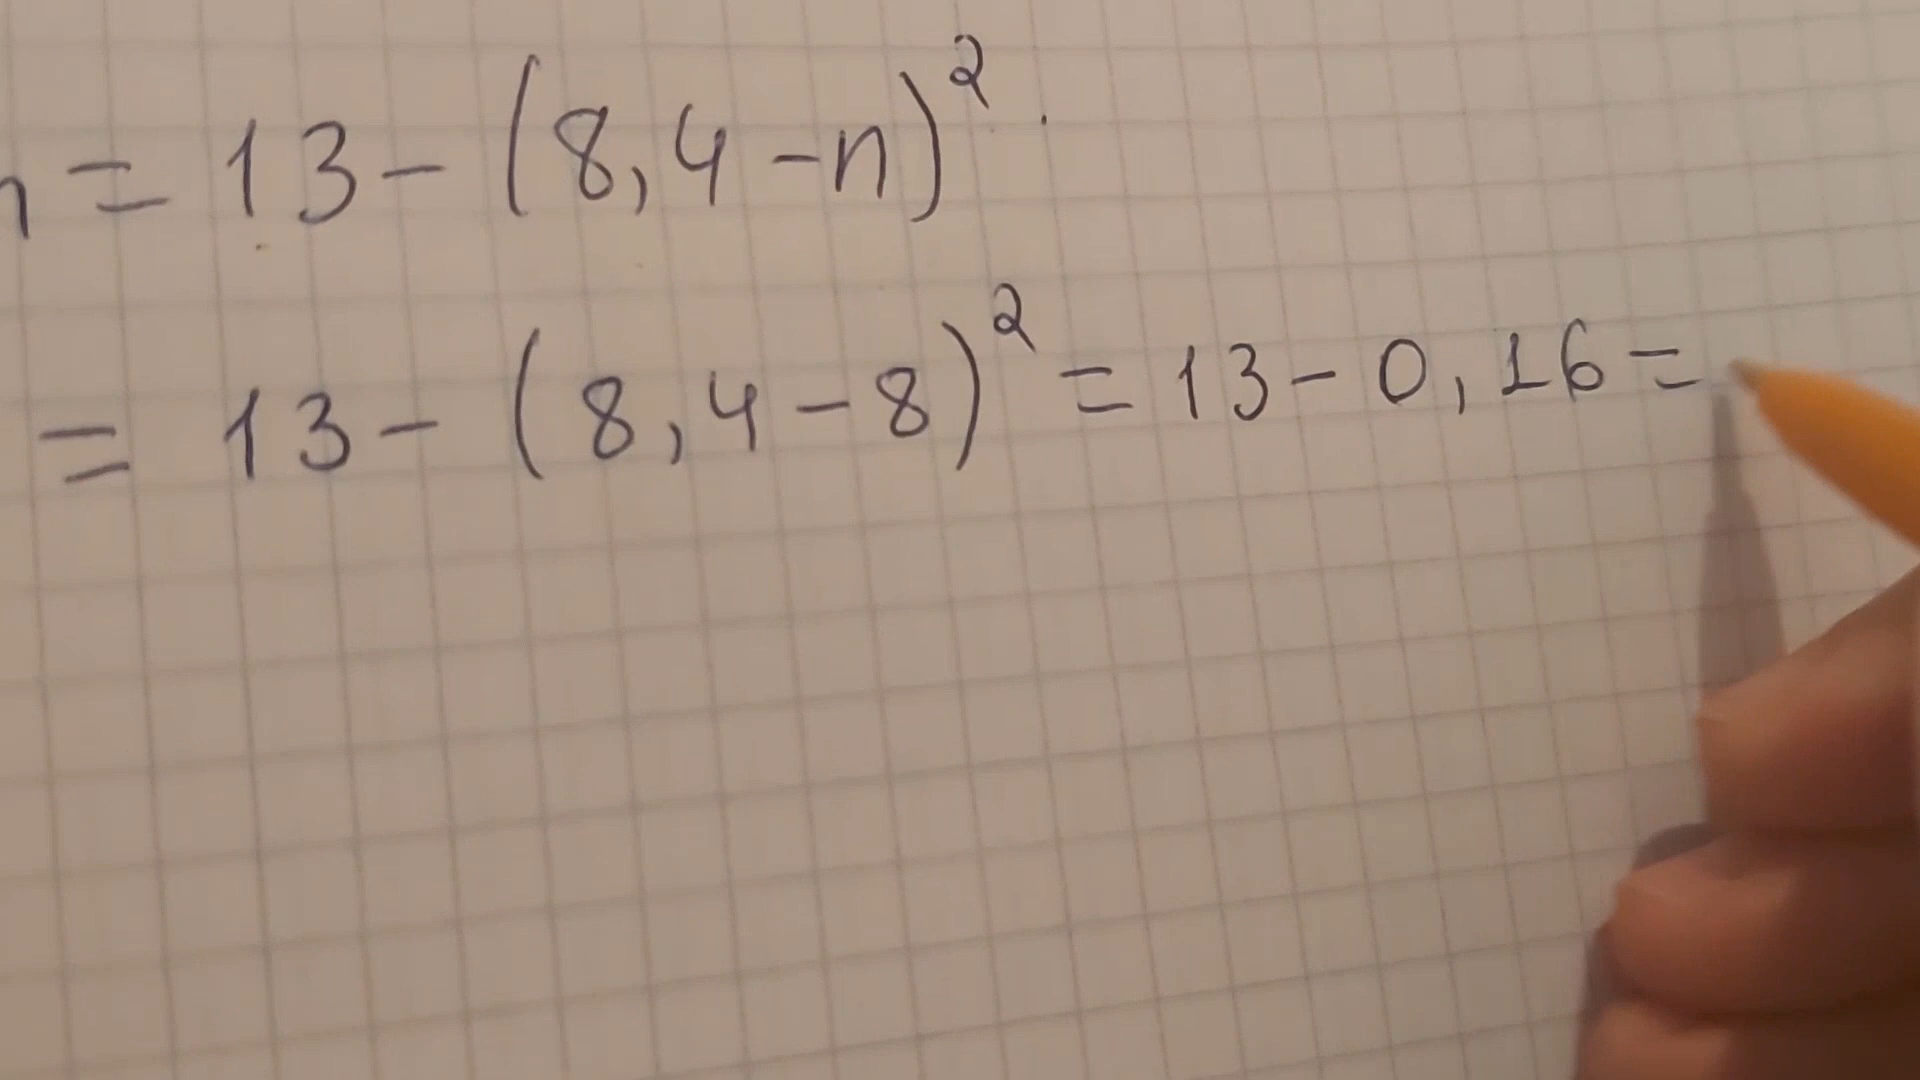 n = 13 - (8,4 - n)²
= 13 - (8,4 - 8)² = 13 - 0,16 =